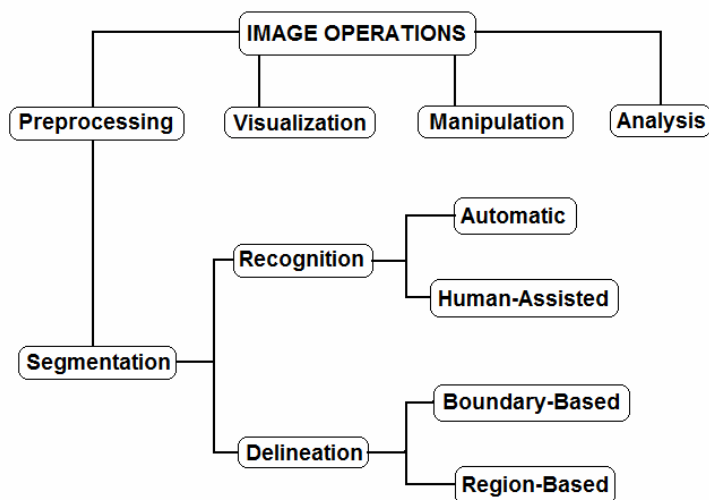 IMAGE OPERATIONS
Preprocessing
Visualization
Manipulation
Analysis
Automatic
Recognition
Human-Assisted
Segmentation
Boundary-Based
Delineation
Region-Based